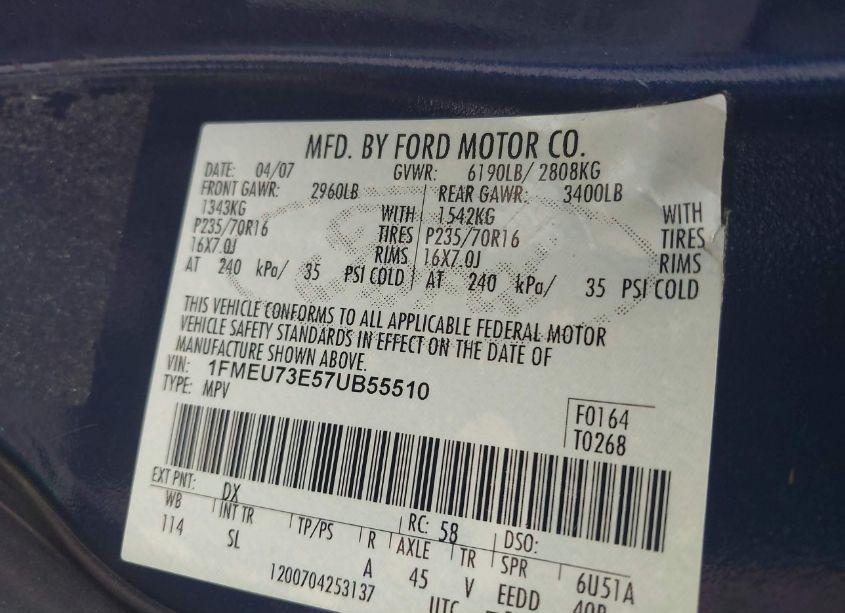 MFD. BY FORD MOTOR CO.
DATE: 04/07 GVWR: 6190LB/ 2808KG
FRONT GAWR: 2960LB REAR GAWR: 3400LB
1343KG WITH 1542KG WITH
P235/70R16 TIRES P235/70R16 TIRES
16X7.0J RIMS 16X7.0J RIMS
AT 240 kPa/ 35 PSI COLD AT 240 kPa/ 35 PSI COLD
THIS VEHICLE CONFORMS TO ALL APPLICABLE FEDERAL MOTOR
VEHICLE SAFETY STANDARDS IN EFFECT ON THE DATE OF
MANUFACTURE SHOWN ABOVE.
VIN: 1FMEU73E57UB55510
TYPE: MPV
F0164
T0268
EXT PNT: DX RC: 58 DSO:
WB INT TR TP/PS R AXLE TR SPR 6U51A
114 SL A 45 V EEDD
1200704253137 UTC